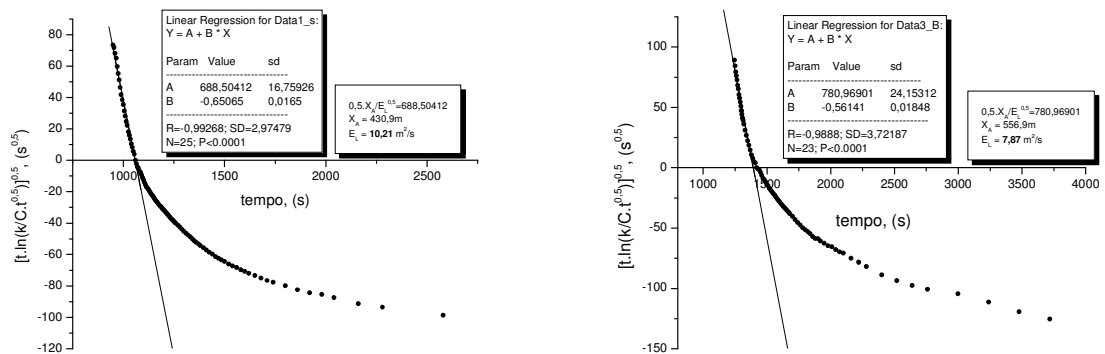 Linear Regression for Data1_s:
Y = A + B * X
Param Value sd
---------------------------------
A 688,50412 16,75926
B -0,65065 0,0165
---------------------------------
R=-0,99268; SD=2,97479
N=25; P<0.0001
0,5.X_A/E_L^0,5=688,50412
X_A = 430,9m
E_L = 10,21 m²/s
80
60
40
20
0
-20
-40
-60
-80
-100
-120
1000 1500 2000 2500
tempo, (s)
[t.ln(k/C.t^0,5)]^0,5, (s^0,5)
Linear Regression for Data3_B:
Y = A + B * X
Param Value sd
---------------------------------
A 780,96901 24,15312
B -0,56141 0,01848
---------------------------------
R=-0,9888; SD=3,72187
N=23; P<0.0001
0,5.X_A/E_L^0,5=780,96901
X_A = 556,9m
E_L = 7,87 m²/s
100
50
0
-50
-100
-150
1000 1500 2000 2500 3000 3500 4000
tempo, (s)
[t.ln(k/C.t^0,5)]^0,5, (s^0,5)